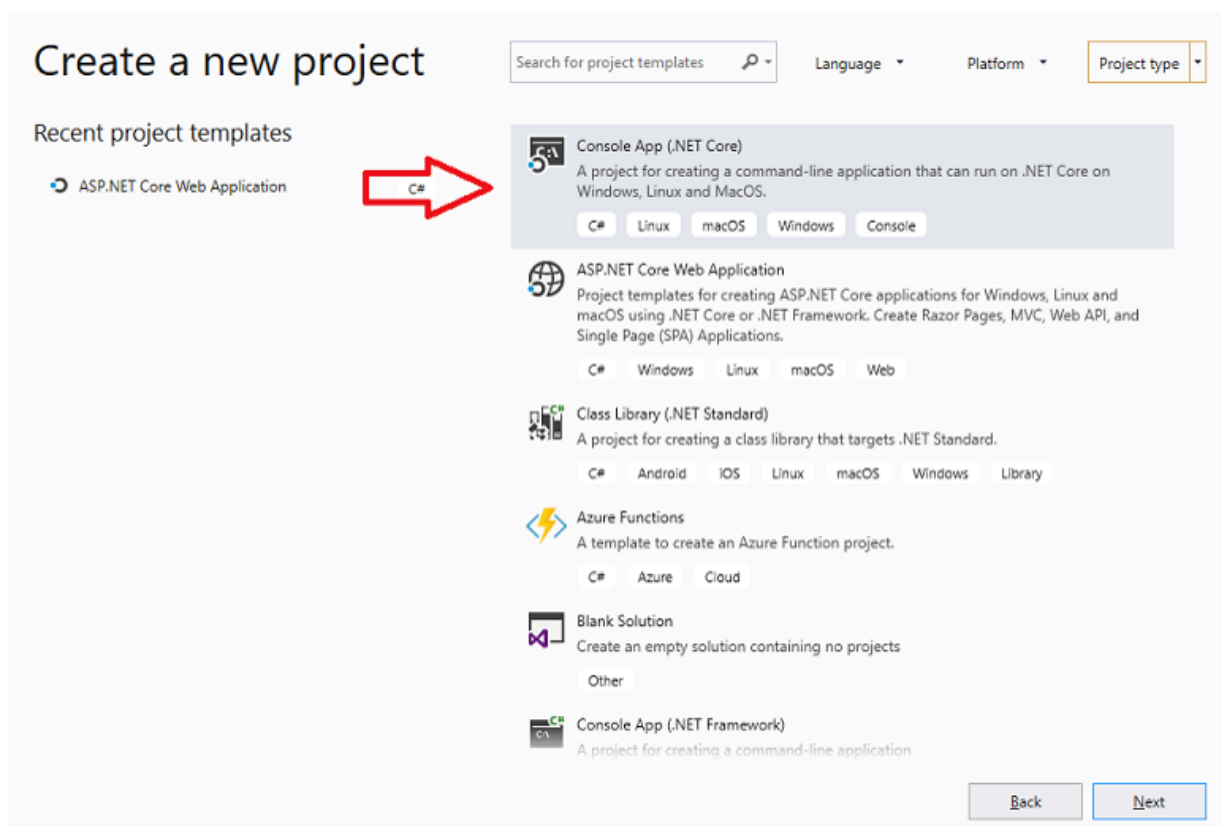 Create a new project
Search for project templates
Language
Platform
Project type
Recent project templates
ASP.NET Core Web Application
C#
C:\
Console App (.NET Core)
A project for creating a command-line application that can run on .NET Core on
Windows, Linux and MacOS.
C# Linux macOS Windows Console
ASP.NET Core Web Application
Project templates for creating ASP.NET Core applications for Windows, Linux and
macOS using .NET Core or .NET Framework. Create Razor Pages, MVC, Web API, and
Single Page (SPA) Applications.
C# Windows Linux macOS Web
C#
Class Library (.NET Standard)
A project for creating a class library that targets .NET Standard.
C# Android iOS Linux macOS Windows Library
Azure Functions
A template to create an Azure Function project.
C# Azure Cloud
Blank Solution
Create an empty solution containing no projects
Other
C#
C:\
Console App (.NET Framework)
A project for creating a command-line application
Back
Next